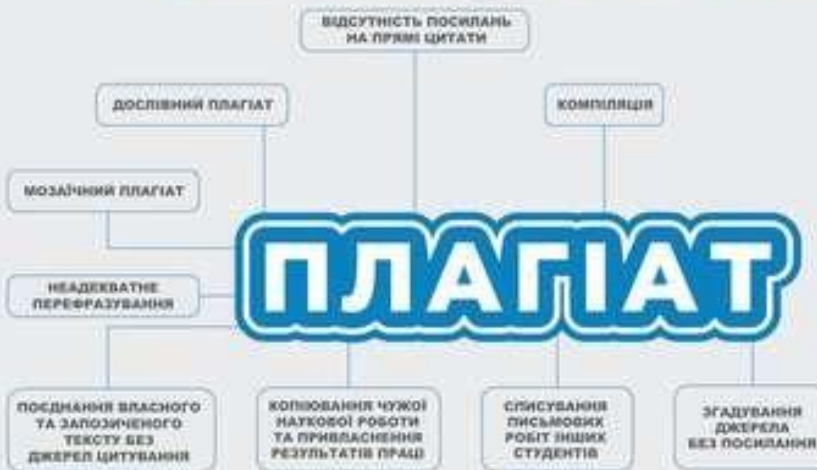 ВІДСУТНІСТЬ ПОСИЛАНЬ
НА ПРЯМІ ЦИТАТИ
ДОСЛІВНИЙ ПЛАГІАТ
КОМПІЛЯЦІЯ
МОЗАЇЧНИЙ ПЛАГІАТ
ПЛАГІАТ
НЕАДЕКВАТНЕ
ПЕРЕФРАЗУВАННЯ
ПОЄДНАННЯ ВЛАСНОГО
ТА ЗАПОЗИЧЕНОГО
ТЕКСТУ БЕЗ
ДЖЕРЕЛ ЦИТУВАННЯ
КОПІЮВАННЯ ЧУЖОЇ
НАУКОВОЇ РОБОТИ
ТА ПРИВЛАСНЕННЯ
РЕЗУЛЬТАТІВ ПРАЦІ
СПИСУВАННЯ
ПИСЬМОВИХ
РОБІТ ІНШИХ
СТУДЕНТІВ
ЗГАДУВАННЯ
ДЖЕРЕЛА
БЕЗ ПОСИЛАННЯ